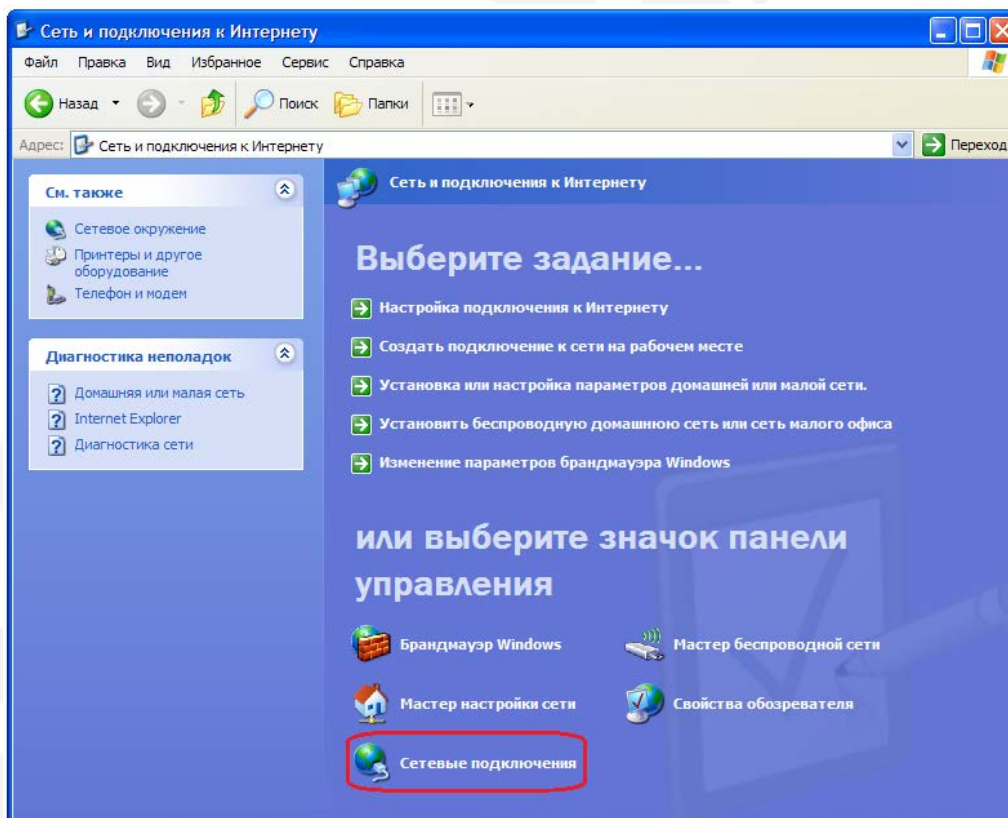 Сеть и подключения к Интернету
Файл Правка Вид Избранное Сервис Справка
Назад Поиск Папки
Адрес: Сеть и подключения к Интернету Переход
См. также
Сетевое окружение
Принтеры и другое
оборудование
Телефон и модем
Диагностика неполадок
Домашняя или малая сеть
Internet Explorer
Диагностика сети
Сеть и подключения к Интернету
Выберите задание...
Настройка подключения к Интернету
Создать подключение к сети на рабочем месте
Установка или настройка параметров домашней или малой сети.
Установить беспроводную домашнюю сеть или сеть малого офиса
Изменение параметров брандмауэра Windows
или выберите значок панели
управления
Брандмауэр Windows Мастер беспроводной сети
Мастер настройки сети Свойства обозревателя
Сетевые подключения